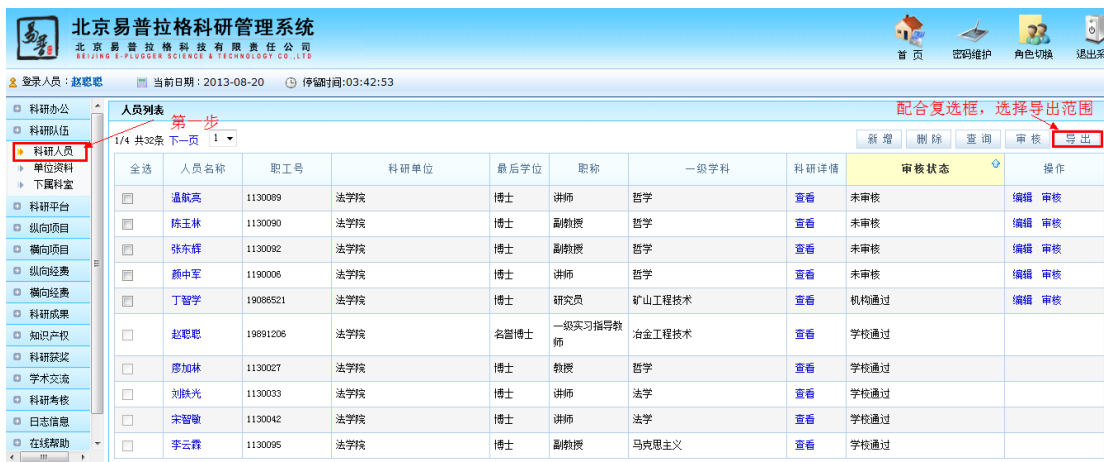 北京易普拉格科研管理系统
北京易普拉格科技有限责任公司
BEIJING E-PLUGGER SCIENCE & TECHNOLOGY CO.,LTD
首 页 密码维护 角色切换 退出系
登录人员：赵聪聪 当前日期：2013-08-20 停留时间:03:42:53
科研办公
科研队伍
科研人员
单位资料
下属科室
科研平台
纵向项目
横向项目
纵向经费
横向经费
科研成果
知识产权
科研获奖
学术交流
科研考核
日志信息
在线帮助
人员列表
第一步
配合复选框，选择导出范围
1/4 共32条 下一页 1
新 增 删 除 查 询 审 核 导 出
全选 人员名称 职工号 科研单位 最后学位 职称 一级学科 科研详情 审核状态 操作
温航亮 1130089 法学院 博士 讲师 哲学 查看 未审核 编辑 审核
陈玉林 1130090 法学院 博士 副教授 哲学 查看 未审核 编辑 审核
张东辉 1130092 法学院 博士 副教授 哲学 查看 未审核 编辑 审核
颜中军 1190006 法学院 博士 讲师 哲学 查看 未审核 编辑 审核
丁智学 19086521 法学院 博士 研究员 矿山工程技术 查看 机构通过 编辑 审核
赵聪聪 19891206 法学院 名誉博士 一级实习指导教师 冶金工程技术 查看 学校通过
廖加林 1130027 法学院 博士 教授 哲学 查看 学校通过
刘铁光 1130033 法学院 博士 讲师 法学 查看 学校通过
宋智敏 1130042 法学院 博士 讲师 法学 查看 学校通过
李云霖 1130095 法学院 博士 副教授 马克思主义 查看 学校通过